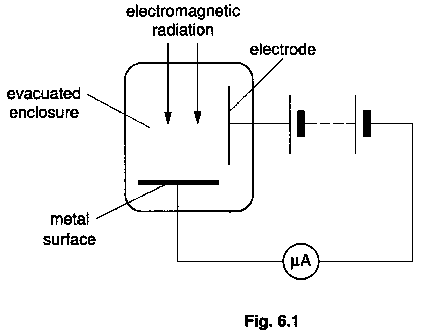 electromagnetic
radiation
electrode
evacuated
enclosure
metal
surface
μA
Fig. 6.1